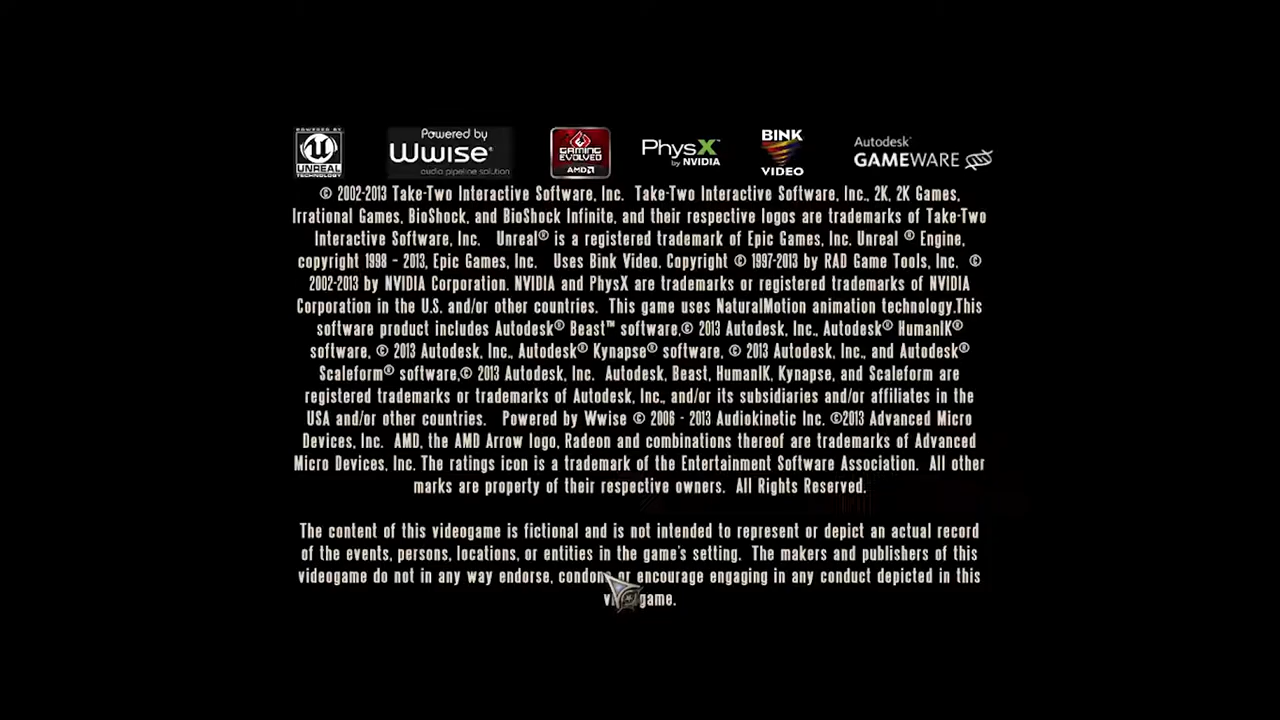 POWERED BY
UNREAL
TECHNOLOGY
Powered by
wwise®
audio pipeline solution
GAMING
EVOLVED
AMD
PhysX
by NVIDIA
BINK
VIDEO
Autodesk®
GAMEWARE
© 2002-2013 Take-Two Interactive Software, Inc. Take-Two Interactive Software, Inc., 2K, 2K Games,
Irrational Games, BioShock, and BioShock Infinite, and their respective logos are trademarks of Take-Two
Interactive Software, Inc. Unreal® is a registered trademark of Epic Games, Inc. Unreal ® Engine,
copyright 1998 - 2013, Epic Games, Inc. Uses Bink Video. Copyright © 1997-2013 by RAD Game Tools, Inc. ©
2002-2013 by NVIDIA Corporation. NVIDIA and PhysX are trademarks or registered trademarks of NVIDIA
Corporation in the U.S. and/or other countries. This game uses NaturalMotion animation technology.This
software product includes Autodesk® Beast™ software,© 2013 Autodesk, Inc., Autodesk® HumanIK®
software, © 2013 Autodesk, Inc., Autodesk® Kynapse® software, © 2013 Autodesk, Inc., and Autodesk®
Scaleform® software,© 2013 Autodesk, Inc. Autodesk, Beast, HumanIK, Kynapse, and Scaleform are
registered trademarks or trademarks of Autodesk, Inc., and/or its subsidiaries and/or affiliates in the
USA and/or other countries. Powered by Wwise © 2006 - 2013 Audiokinetic Inc. ©2013 Advanced Micro
Devices, Inc. AMD, the AMD Arrow logo, Radeon and combinations thereof are trademarks of Advanced
Micro Devices, Inc. The ratings icon is a trademark of the Entertainment Software Association. All other
marks are property of their respective owners. All Rights Reserved.
The content of this videogame is fictional and is not intended to represent or depict an actual record
of the events, persons, locations, or entities in the game's setting. The makers and publishers of this
videogame do not in any way endorse, condone or encourage engaging in any conduct depicted in this
videogame.